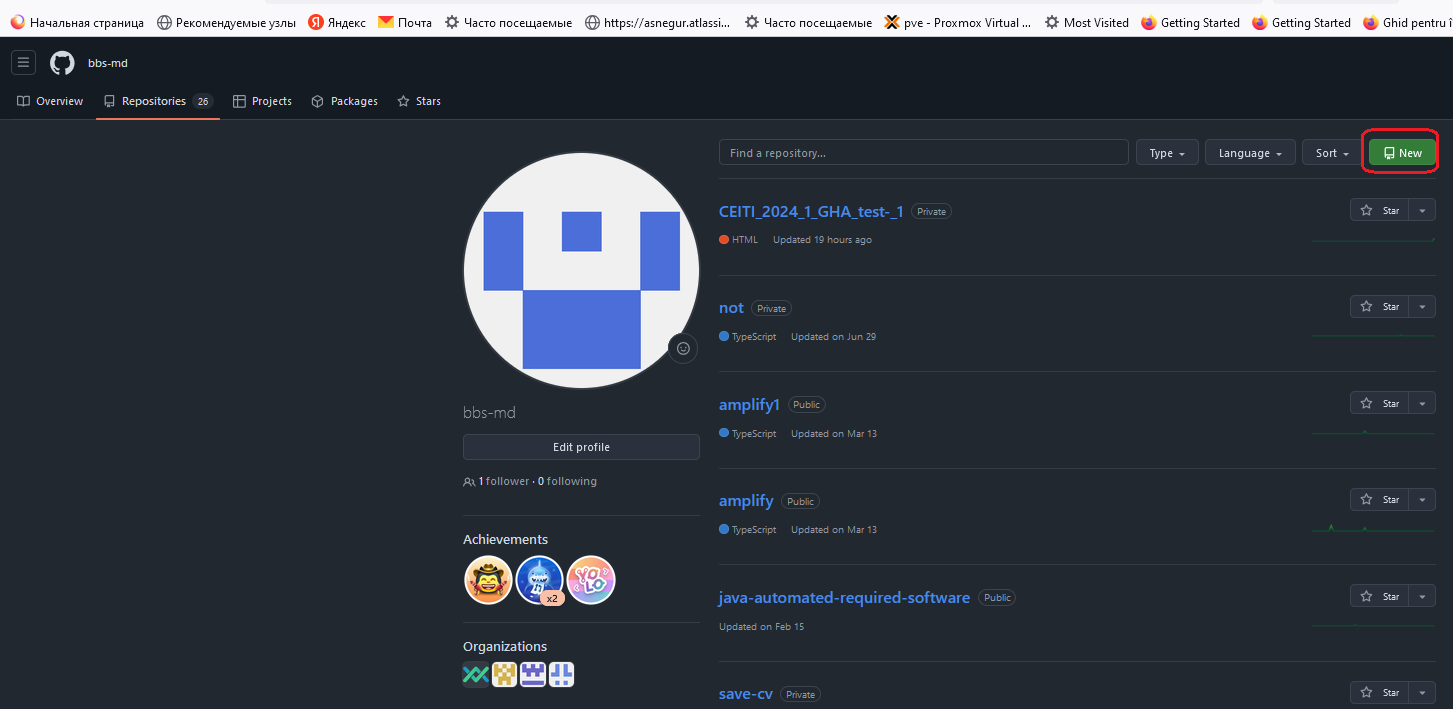 Начальная страница Рекомендуемые узлы Яндекс Почта Часто посещаемые https://asnegur.atlassi... Часто посещаемые pve - Proxmox Virtual ... Most Visited Getting Started Getting Started Ghid pentru î
bbs-md
Overview Repositories 26 Projects Packages Stars
Find a repository... Type Language Sort New
CEITI_2024_1_GHA_test-_1 Private Star
HTML Updated 19 hours ago
not Private Star
TypeScript Updated on Jun 29
amplify1 Public Star
TypeScript Updated on Mar 13
amplify Public Star
TypeScript Updated on Mar 13
java-automated-required-software Public Star
Updated on Feb 15
save-cv Private Star
bbs-md
Edit profile
1 follower · 0 following
Achievements
x2
YOLO
Organizations